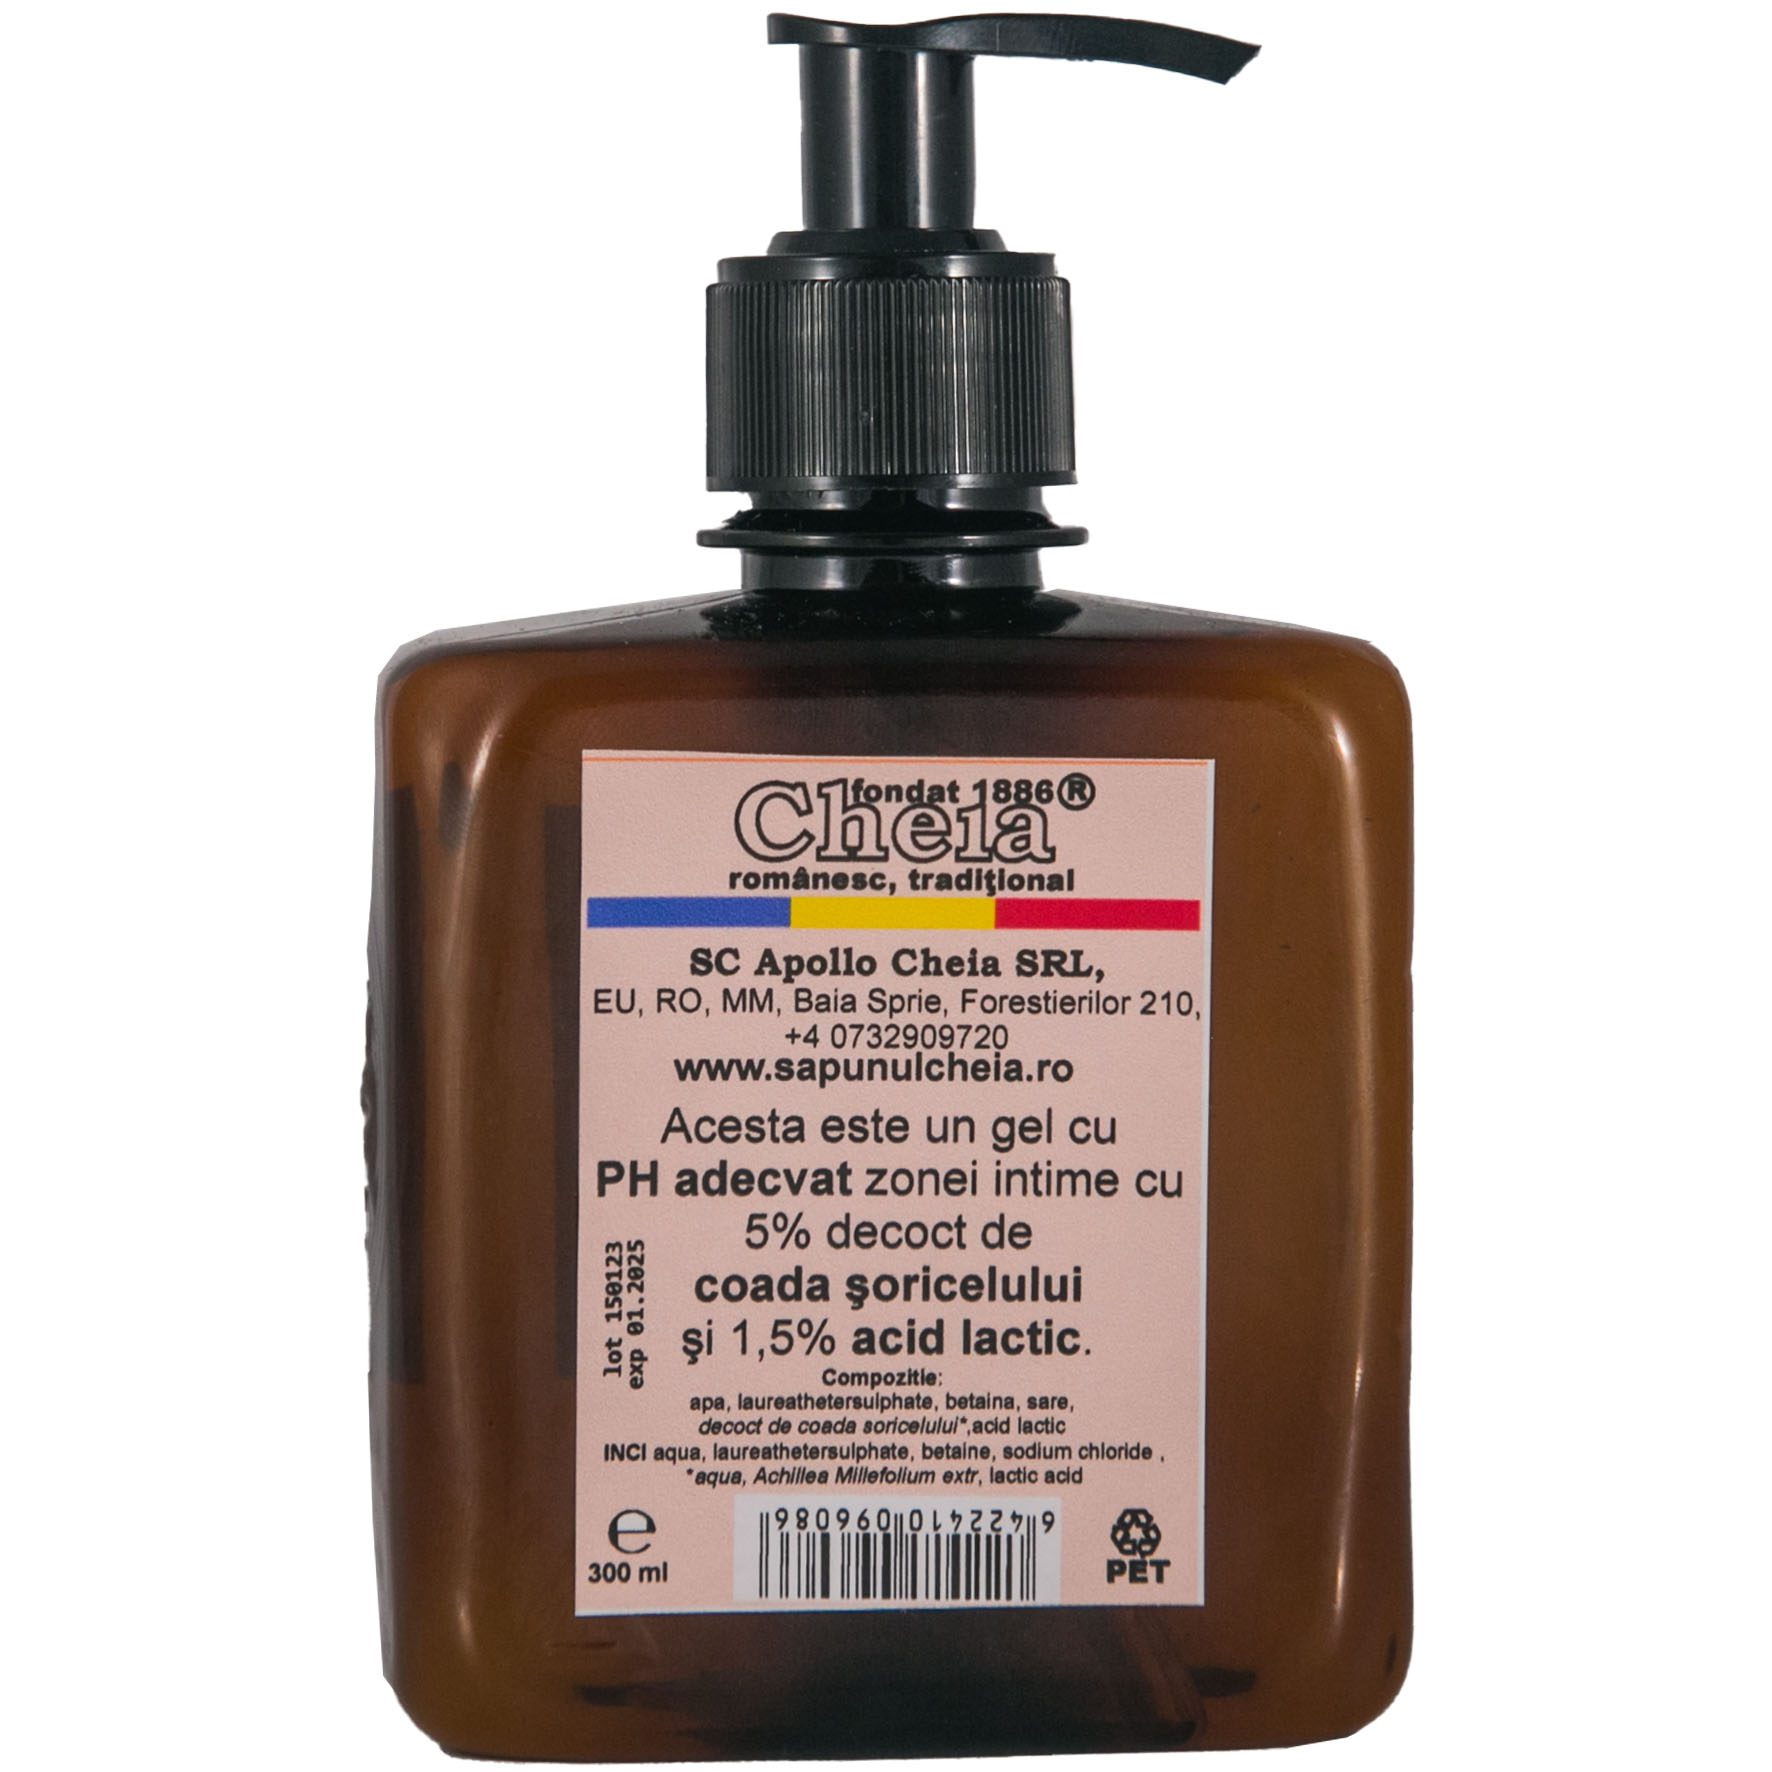 fondat 1886®
Cheia
românesc, tradiţional
SC Apollo Cheia SRL,
EU, RO, MM, Baia Sprie, Forestierilor 210,
+4 0732909720
www.sapunulcheia.ro
Acesta este un gel cu
PH adecvat zonei intime cu
5% decoct de
coada şoricelului
şi 1,5% acid lactic.
lot 150123
exp 01.2025
Compozitie:
apa, laureathetersulphate, betaina, sare,
decoct de coada soricelului*,acid lactic
INCI aqua, laureathetersulphate, betaine, sodium chloride ,
*aqua, Achillea Millefolium extr, lactic acid
e
300 ml
6 422410 096086
PET